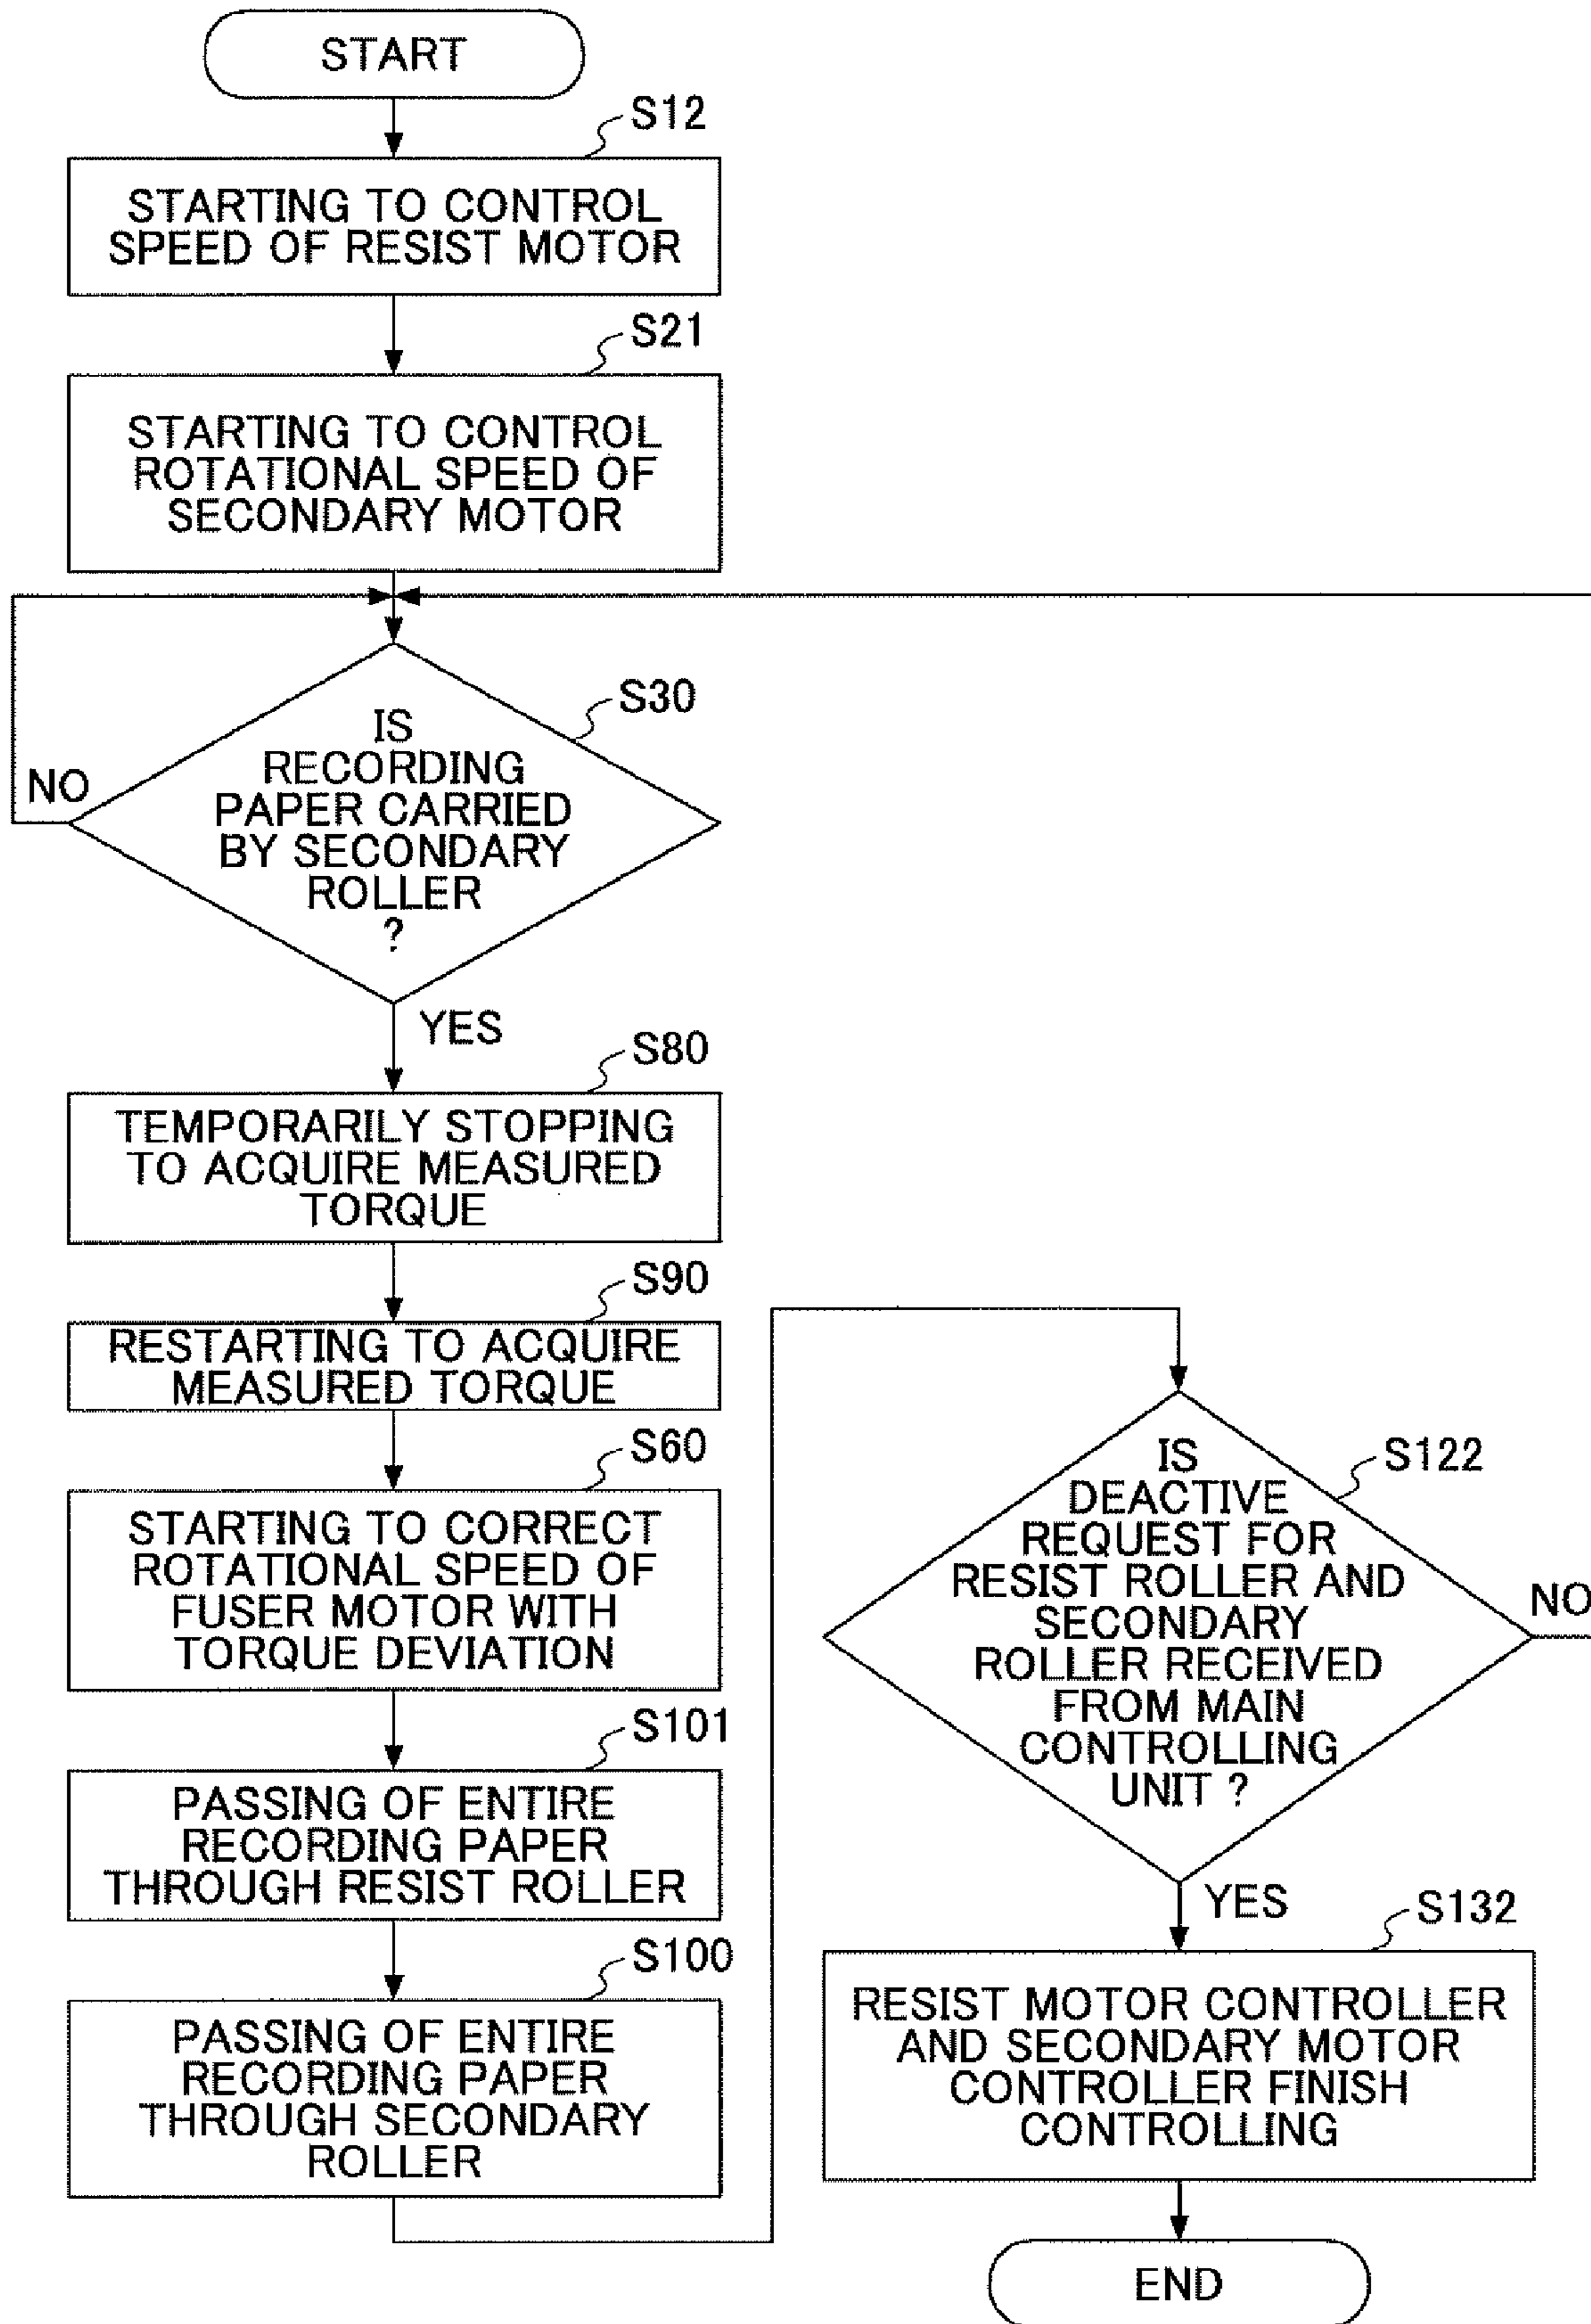 START
S12
STARTING TO CONTROL
SPEED OF RESIST MOTOR
S21
STARTING TO CONTROL
ROTATIONAL SPEED OF
SECONDARY MOTOR
S30
IS
RECORDING
PAPER CARRIED
BY SECONDARY
ROLLER
?
NO
YES
S80
TEMPORARILY STOPPING
TO ACQUIRE MEASURED
TORQUE
S90
RESTARTING TO ACQUIRE
MEASURED TORQUE
S60
STARTING TO CORRECT
ROTATIONAL SPEED OF
FUSER MOTOR WITH
TORQUE DEVIATION
S101
PASSING OF ENTIRE
RECORDING PAPER
THROUGH RESIST ROLLER
S100
PASSING OF ENTIRE
RECORDING PAPER
THROUGH SECONDARY
ROLLER
S122
IS
DEACTIVE
REQUEST FOR
RESIST ROLLER AND
SECONDARY
ROLLER RECEIVED
FROM MAIN
CONTROLLING
UNIT ?
NO
YES
S132
RESIST MOTOR CONTROLLER
AND SECONDARY MOTOR
CONTROLLER FINISH
CONTROLLING
END